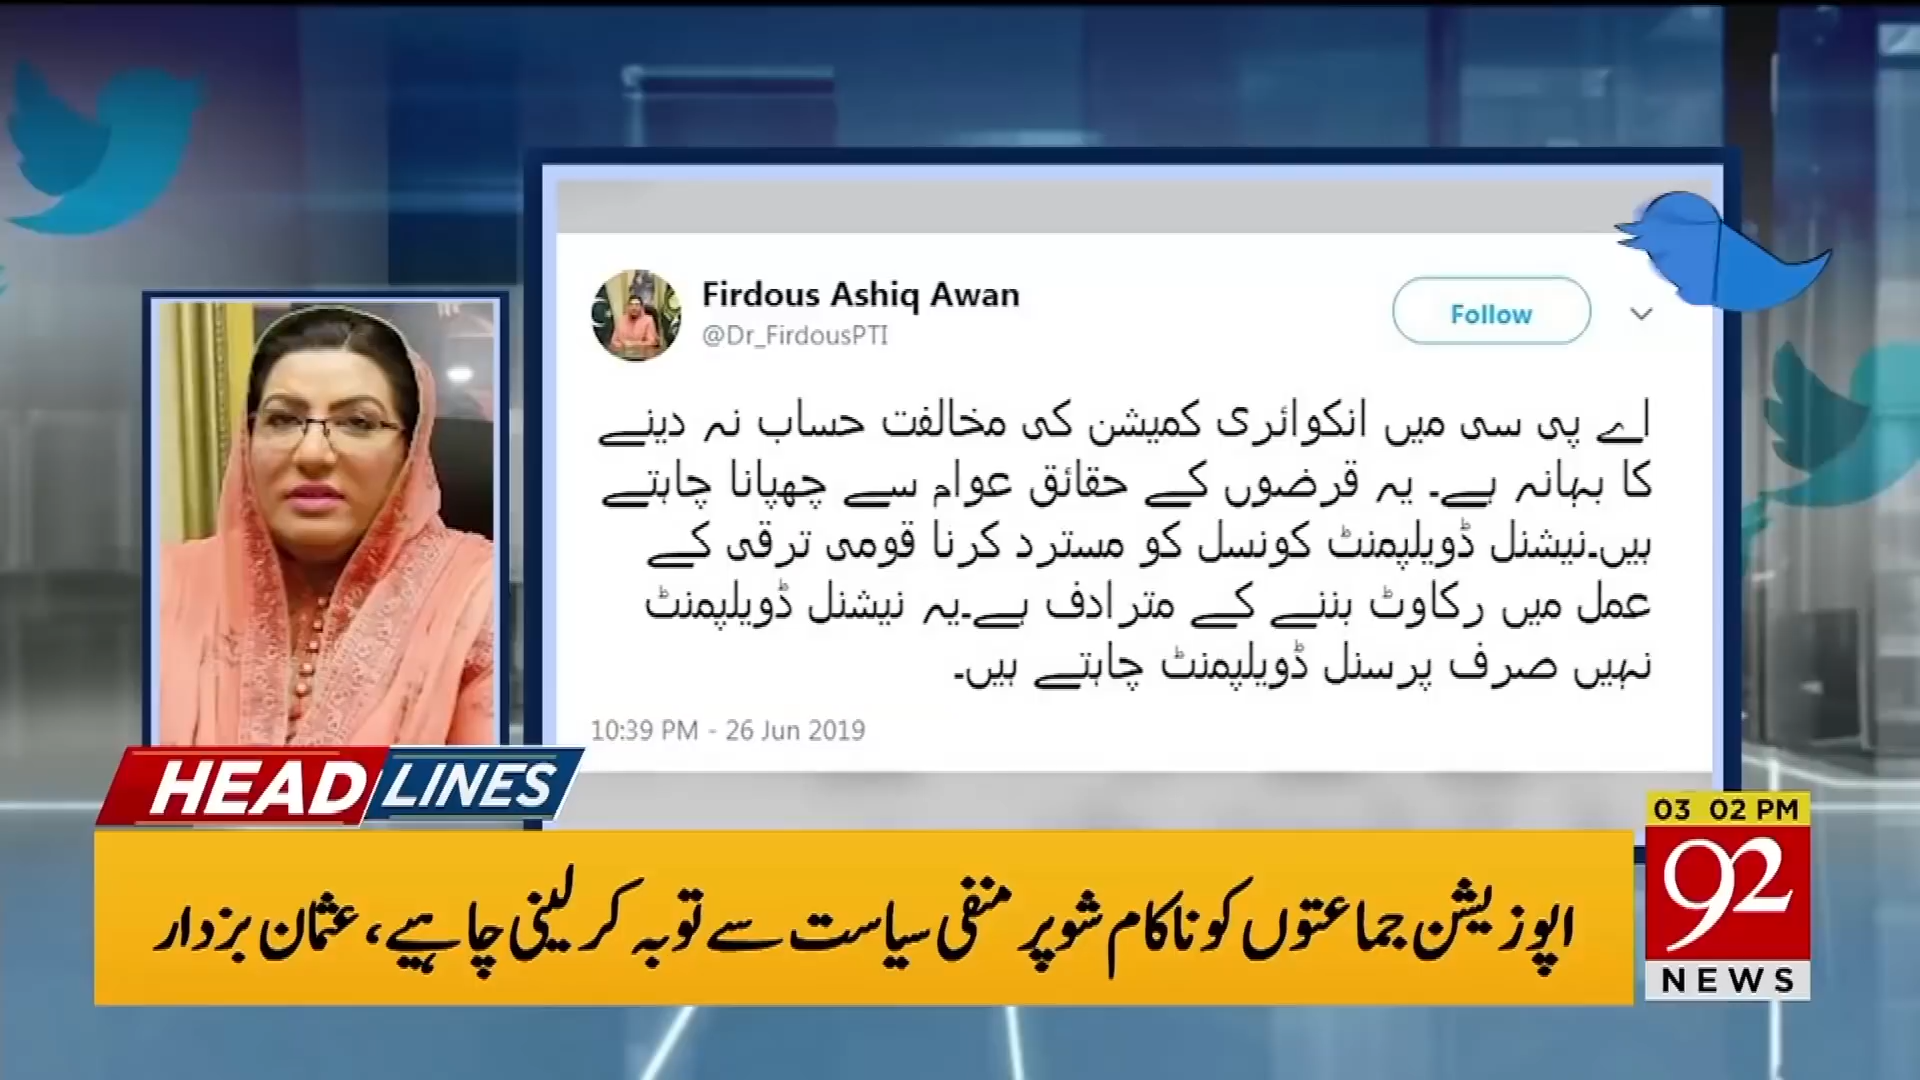 Firdous Ashiq Awan
@Dr_FirdousPTI
Follow
اے پی سی میں انکوائری کمیشن کی مخالفت حساب نہ دینے
کا بہانہ ہے۔ یہ قرضوں کے حقائق عوام سے چھپانا چاہتے
ہیں۔نیشنل ڈویلپمنٹ کونسل کو مسترد کرنا قومی ترقی کے
عمل میں رکاوٹ بننے کے مترادف ہے۔یہ نیشنل ڈویلپمنٹ
نہیں صرف پرسنل ڈویلپمنٹ چاہتے ہیں۔
10:39 PM - 26 Jun 2019
HEADLINES
03 02 PM
اپوزیشن جماعتوں کو ناکام شو پر منفی سیاست سے توبہ کر لینی چاہیے، عثمان بزدار
92
NEWS